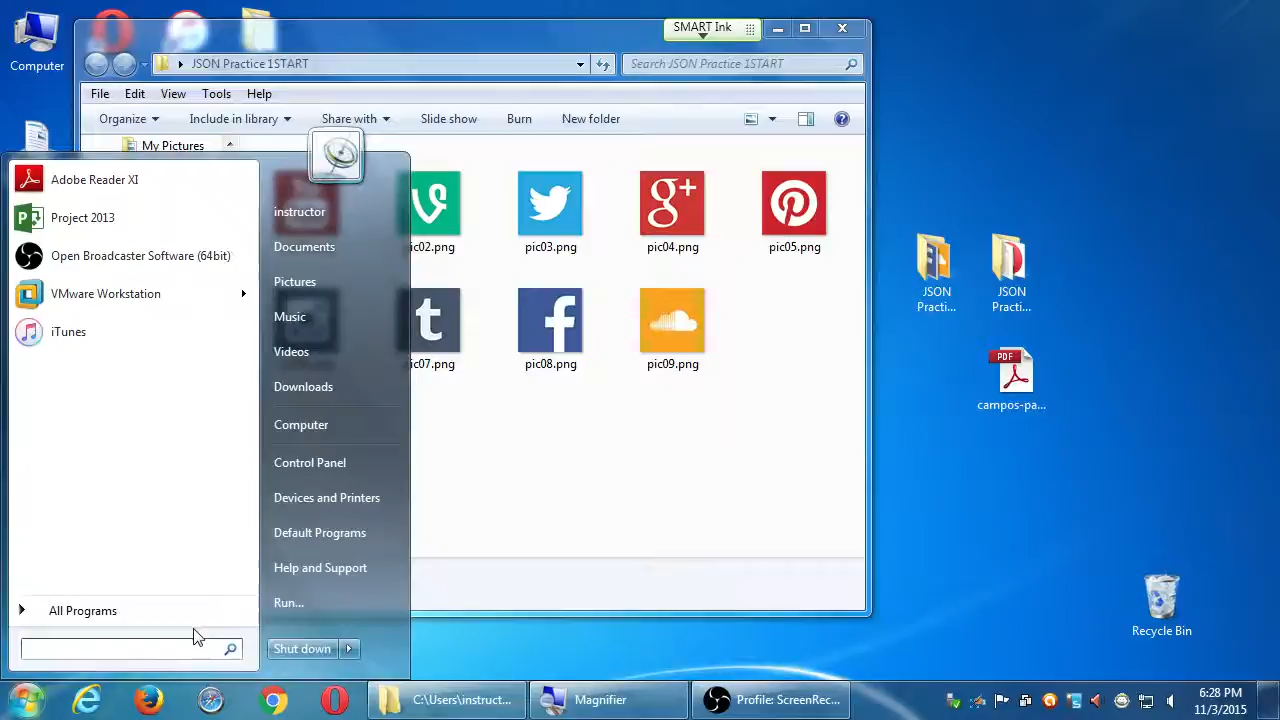 Computer
SMART Ink
JSON Practice 1START
Search JSON Practice 1START
File Edit View Tools Help
Organize Include in library Share with Slide show Burn New folder
My Pictures
ic02.png pic03.png pic04.png pic05.png
ic07.png pic08.png pic09.png
Adobe Reader XI
Project 2013
Open Broadcaster Software (64bit)
VMware Workstation
iTunes
All Programs
instructor
Documents
Pictures
Music
Videos
Downloads
Computer
Control Panel
Devices and Printers
Default Programs
Help and Support
Run...
Shut down
JSON Practi...
JSON Practi...
PDF
campos-pa...
Recycle Bin
C:\Users\instruct...
Magnifier
Profile: ScreenRec...
6:28 PM
11/3/2015